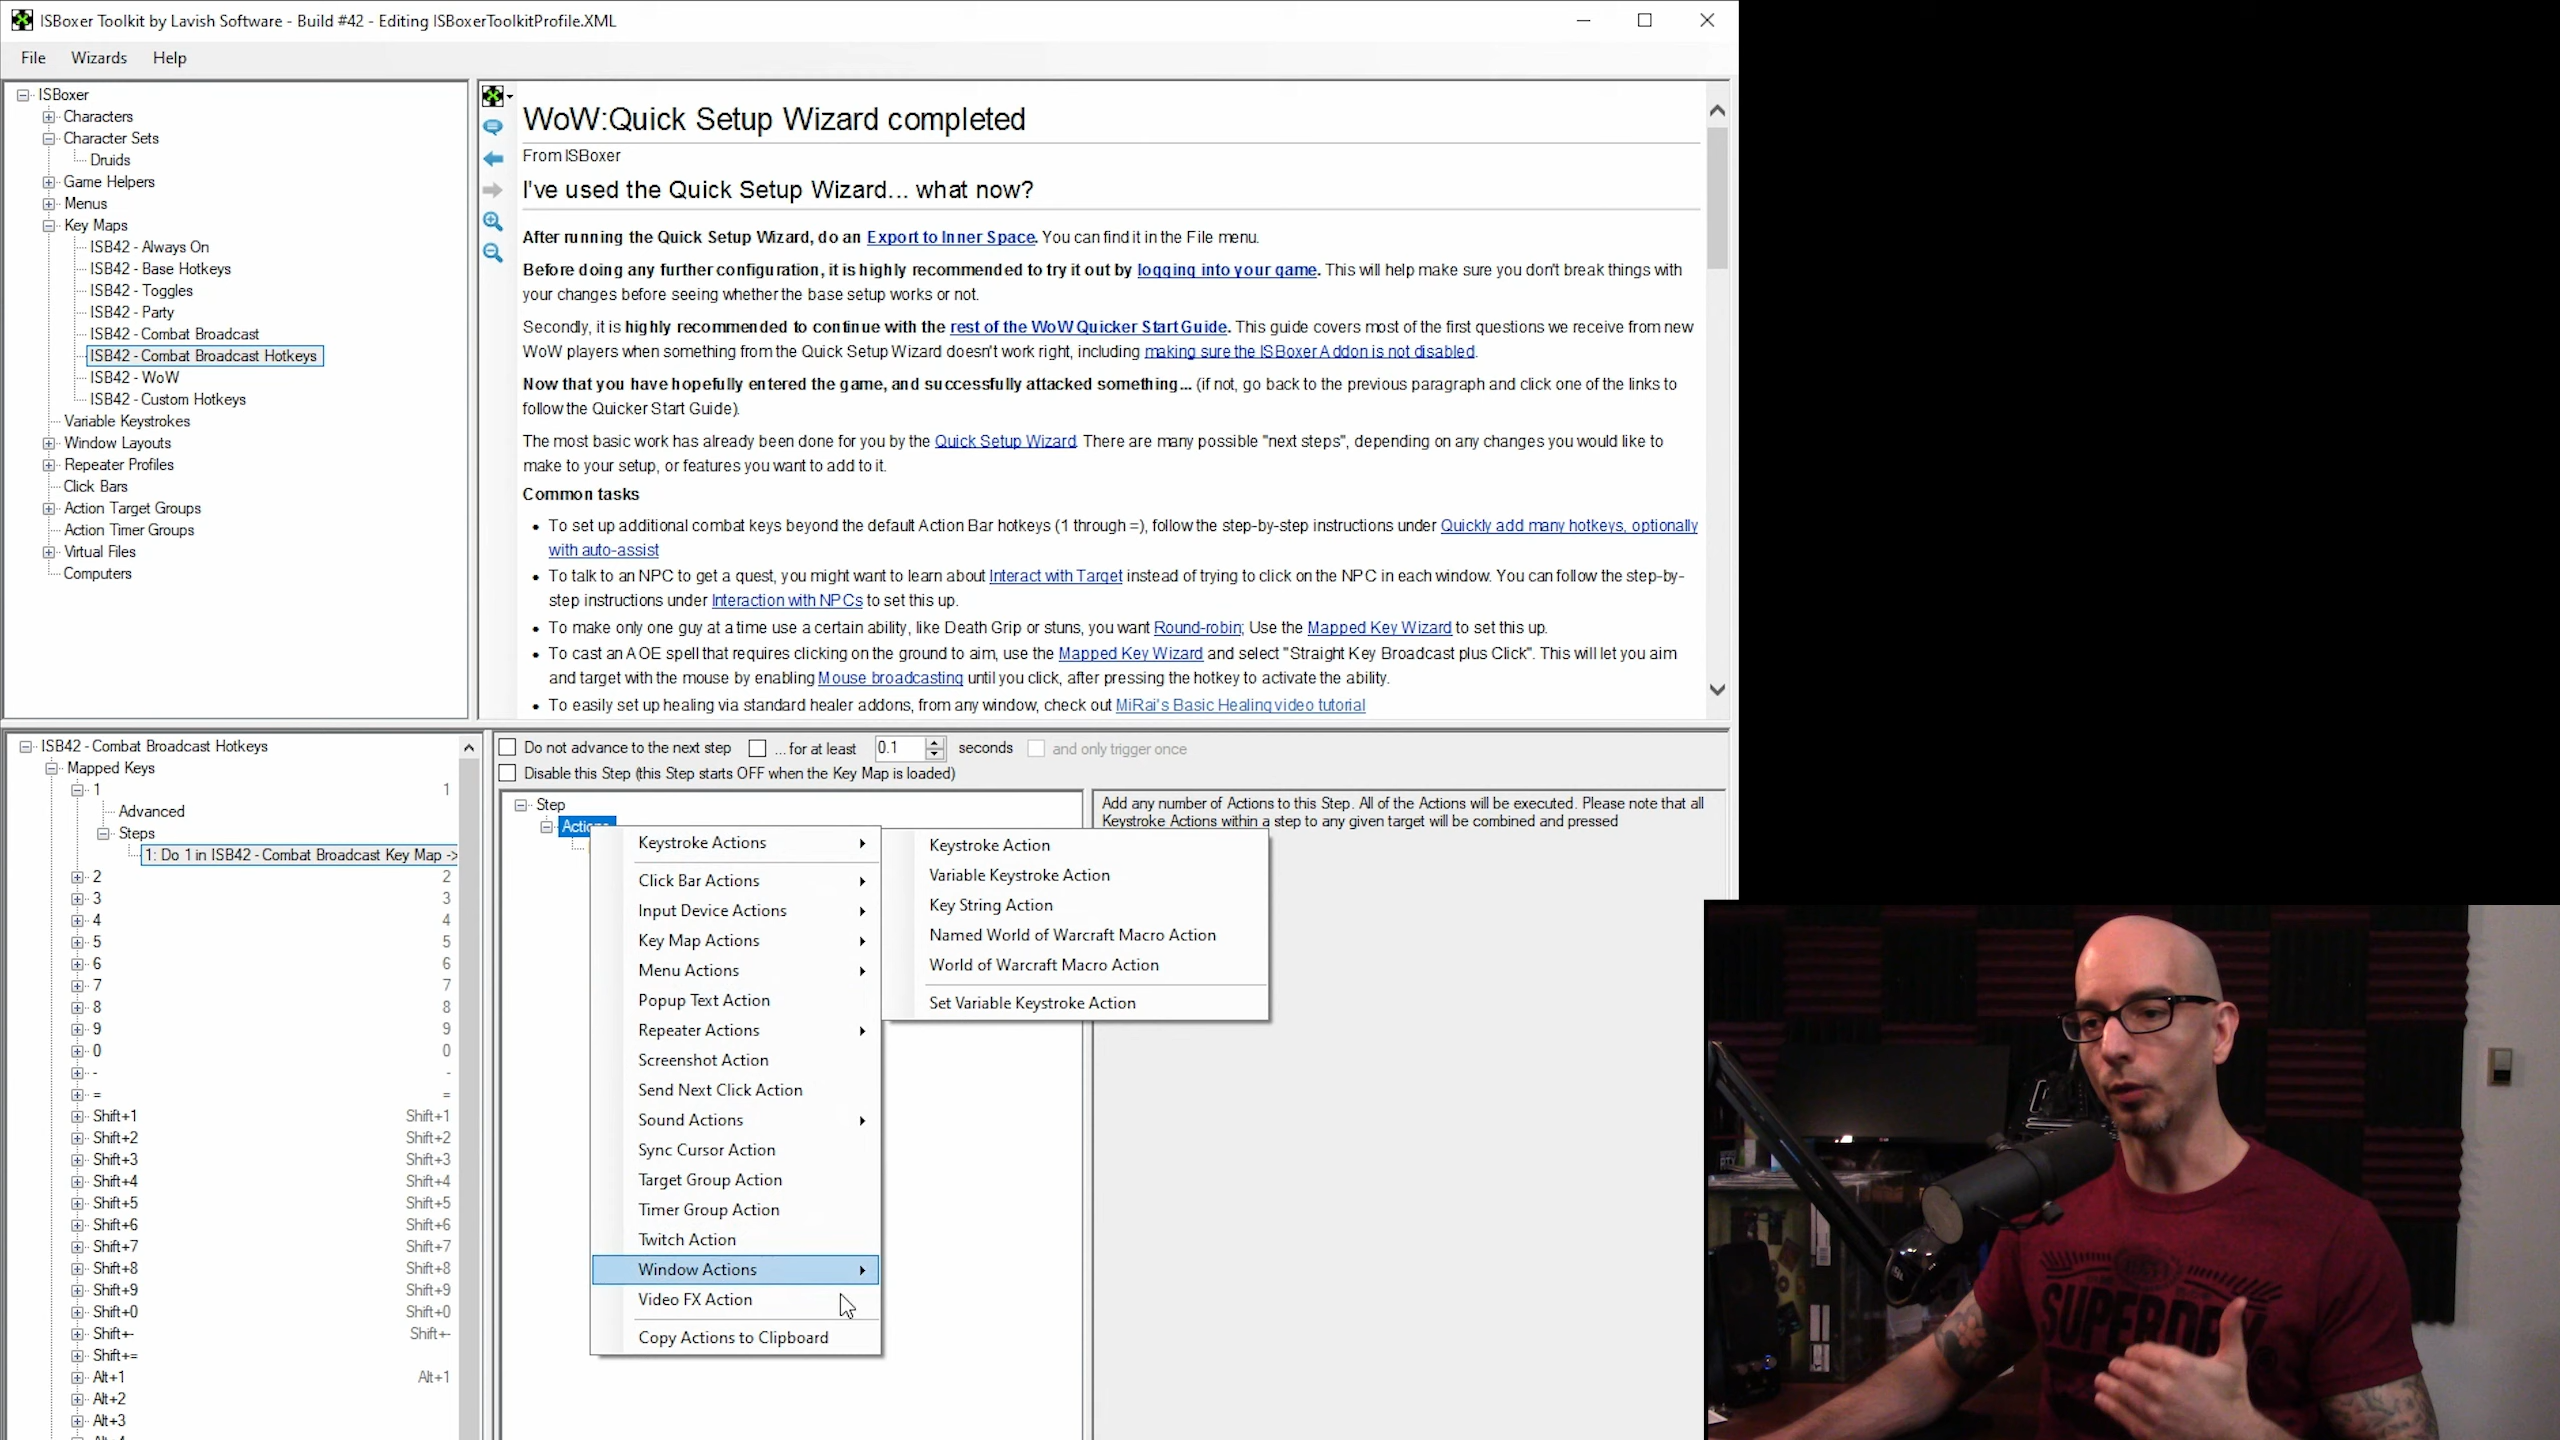 ISBoxer Toolkit by Lavish Software - Build #42 - Editing ISBoxerToolkitProfile.XML
File Wizards Help
ISBoxer
Characters
Character Sets
Druids
Game Helpers
Menus
Key Maps
ISB42 - Always On
ISB42 - Base Hotkeys
ISB42 - Toggles
ISB42 - Party
ISB42 - Combat Broadcast
ISB42 - Combat Broadcast Hotkeys
ISB42 - WoW
ISB42 - Custom Hotkeys
Variable Keystrokes
Window Layouts
Repeater Profiles
Click Bars
Action Target Groups
Action Timer Groups
Virtual Files
Computers
WoW:Quick Setup Wizard completed
From ISBoxer
I've used the Quick Setup Wizard... what now?
After running the Quick Setup Wizard, do an Export to Inner Space. You can find it in the File menu.
Before doing any further configuration, it is highly recommended to try it out by logging into your game. This will help make sure you don't break things with
your changes before seeing whether the base setup works or not.
Secondly, it is highly recommended to continue with the rest of the WoW Quicker Start Guide. This guide covers most of the first questions we receive from new
WoW players when something from the Quick Setup Wizard doesn't work right, including making sure the ISBoxer Addon is not disabled.
Now that you have hopefully entered the game, and successfully attacked something... (if not, go back to the previous paragraph and click one of the links to
follow the Quicker Start Guide).
The most basic work has already been done for you by the Quick Setup Wizard. There are many possible "next steps", depending on any changes you would like to
make to your setup, or features you want to add to it.
Common tasks
• To set up additional combat keys beyond the default Action Bar hotkeys (1 through =), follow the step-by-step instructions under Quickly add many hotkeys, optionally
with auto-assist
• To talk to an NPC to get a quest, you might want to learn about Interact with Target instead of trying to click on the NPC in each window. You can follow the step-by-
step instructions under Interaction with NPCs to set this up.
• To make only one guy at a time use a certain ability, like Death Grip or stuns, you want Round-robin; Use the Mapped Key Wizard to set this up.
• To cast an AOE spell that requires clicking on the ground to aim, use the Mapped Key Wizard and select "Straight Key Broadcast plus Click". This will let you aim
and target with the mouse by enabling Mouse broadcasting until you click, after pressing the hotkey to activate the ability.
• To easily set up healing via standard healer addons, from any window, check out MiRai's Basic Healing video tutorial
ISB42 - Combat Broadcast Hotkeys
Mapped Keys
1 1
Advanced
Steps
1: Do 1 in ISB42 - Combat Broadcast Key Map ->
2 2
3 3
4 4
5 5
6 6
7 7
8 8
9 9
0 0
- -
= =
Shift+1 Shift+1
Shift+2 Shift+2
Shift+3 Shift+3
Shift+4 Shift+4
Shift+5 Shift+5
Shift+6 Shift+6
Shift+7 Shift+7
Shift+8 Shift+8
Shift+9 Shift+9
Shift+0 Shift+0
Shift+- Shift+-
Shift+=
Alt+1 Alt+1
Alt+2
Alt+3
Do not advance to the next step ... for at least 0.1 seconds and only trigger once
Disable this Step (this Step starts OFF when the Key Map is loaded)
Step
Actions
Add any number of Actions to this Step. All of the Actions will be executed. Please note that all
Keystroke Actions within a step to any given target will be combined and pressed
Keystroke Actions
Click Bar Actions
Input Device Actions
Key Map Actions
Menu Actions
Popup Text Action
Repeater Actions
Screenshot Action
Send Next Click Action
Sound Actions
Sync Cursor Action
Target Group Action
Timer Group Action
Twitch Action
Window Actions
Video FX Action
Copy Actions to Clipboard
Keystroke Action
Variable Keystroke Action
Key String Action
Named World of Warcraft Macro Action
World of Warcraft Macro Action
Set Variable Keystroke Action